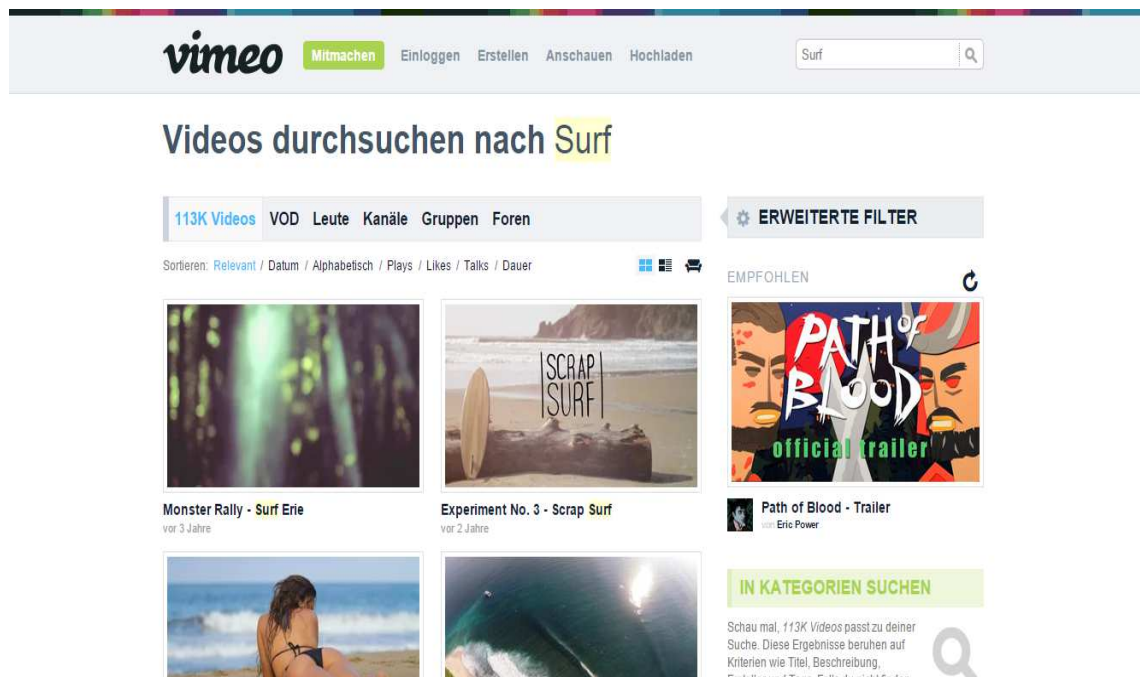 vimeo
Mitmachen Einloggen Erstellen Anschauen Hochladen Surf
Videos durchsuchen nach Surf
113K Videos VOD Leute Kanäle Gruppen Foren
Sortieren: Relevant / Datum / Alphabetisch / Plays / Likes / Talks / Dauer
SCRAP
SURF
Monster Rally - Surf Erie
vor 3 Jahre
Experiment No. 3 - Scrap Surf
vor 2 Jahre
ERWEITERTE FILTER
EMPFOHLEN
PATH OF
BLOOD
official trailer
Path of Blood - Trailer
von Eric Power
IN KATEGORIEN SUCHEN
Schau mal, 113K Videos passt zu deiner
Suche. Diese Ergebnisse beruhen auf
Kriterien wie Titel, Beschreibung,